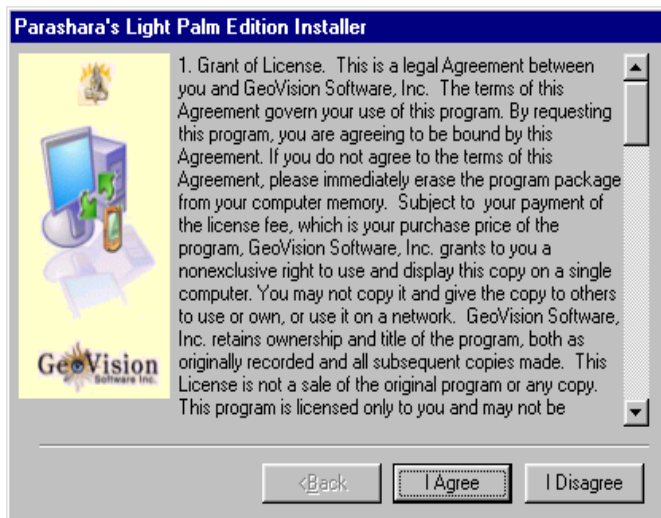 Parashara's Light Palm Edition Installer
1. Grant of License.  This is a legal Agreement between
you and GeoVision Software, Inc.  The terms of this
Agreement govern your use of this program. By requesting
this program, you are agreeing to be bound by this
Agreement. If you do not agree to the terms of this
Agreement, please immediately erase the program package
from your computer memory.  Subject to  your payment of
the license fee, which is your purchase price of the
program, GeoVision Software, Inc. grants to you a
nonexclusive right to use and display this copy on a single
computer. You may not copy it and give the copy to others
to use or own, or use it on a network.  GeoVision Software,
Inc. retains ownership and title of the program, both as
originally recorded and all subsequent copies made.  This
License is not a sale of the original program or any copy.
This program is licensed only to you and may not be
GeoVision
Software Inc.
<Back
I Agree
I Disagree